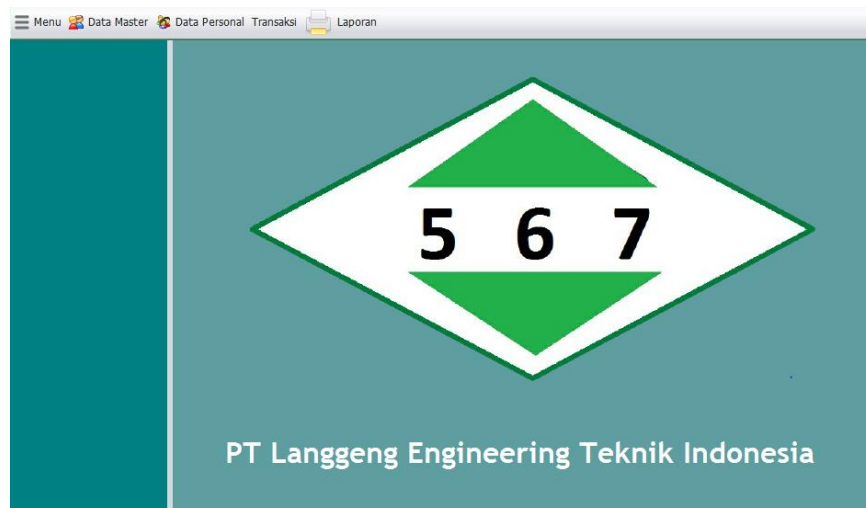 Menu Data Master Data Personal Transaksi Laporan
5 6 7
PT Langgeng Engineering Teknik Indonesia